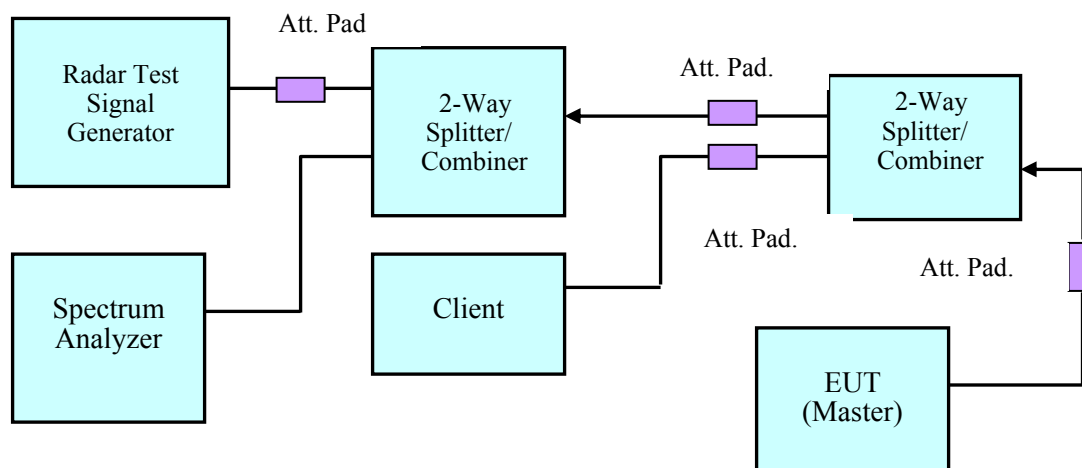 Att. Pad
Radar Test
Signal
Generator
2-Way
Splitter/
Combiner
Att. Pad.
2-Way
Splitter/
Combiner
Att. Pad.
Att. Pad.
Spectrum
Analyzer
Client
EUT
(Master)